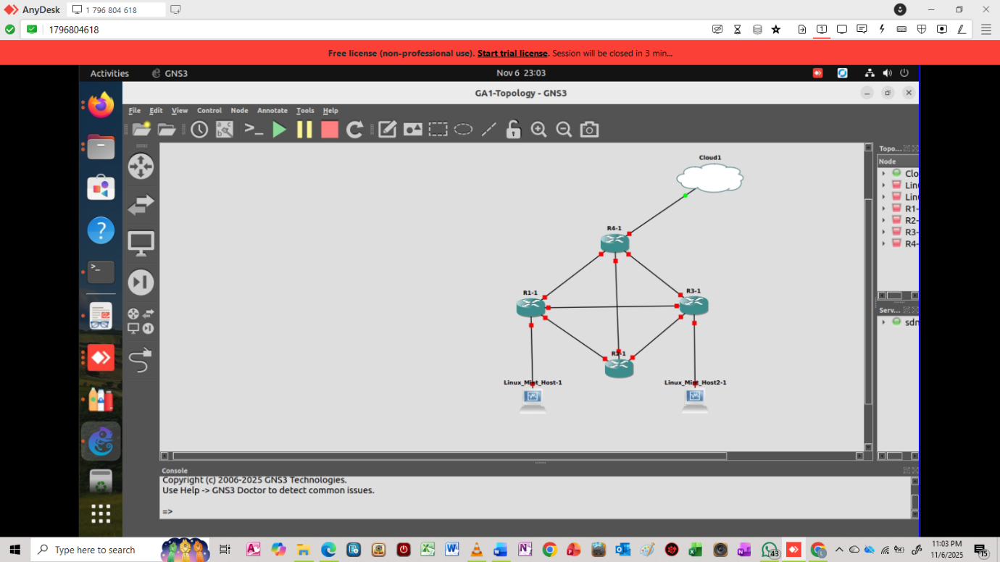 AnyDesk
1 796 804 618
1796804618
1
Free license (non-professional use). Start trial license. Session will be closed in 3 min...
Activities
GNS3
Nov 6 23:03
GA1-Topology - GNS3
File Edit View Control Node Annotate Tools Help
Topo...
Node
Clo
Linu
Linu
R1-
R2-
R3-
R4-
Serv...
sdn
Cloud1
R4-1
R1-1
R3-1
R2-1
Linux_Mint_Host-1
Linux_Mint_Host2-1
Console
Copyright (c) 2006-2025 GNS3 Technologies.
Use Help -> GNS3 Doctor to detect common issues.
=>
Type here to search
43
11:03 PM
11/6/2025
15